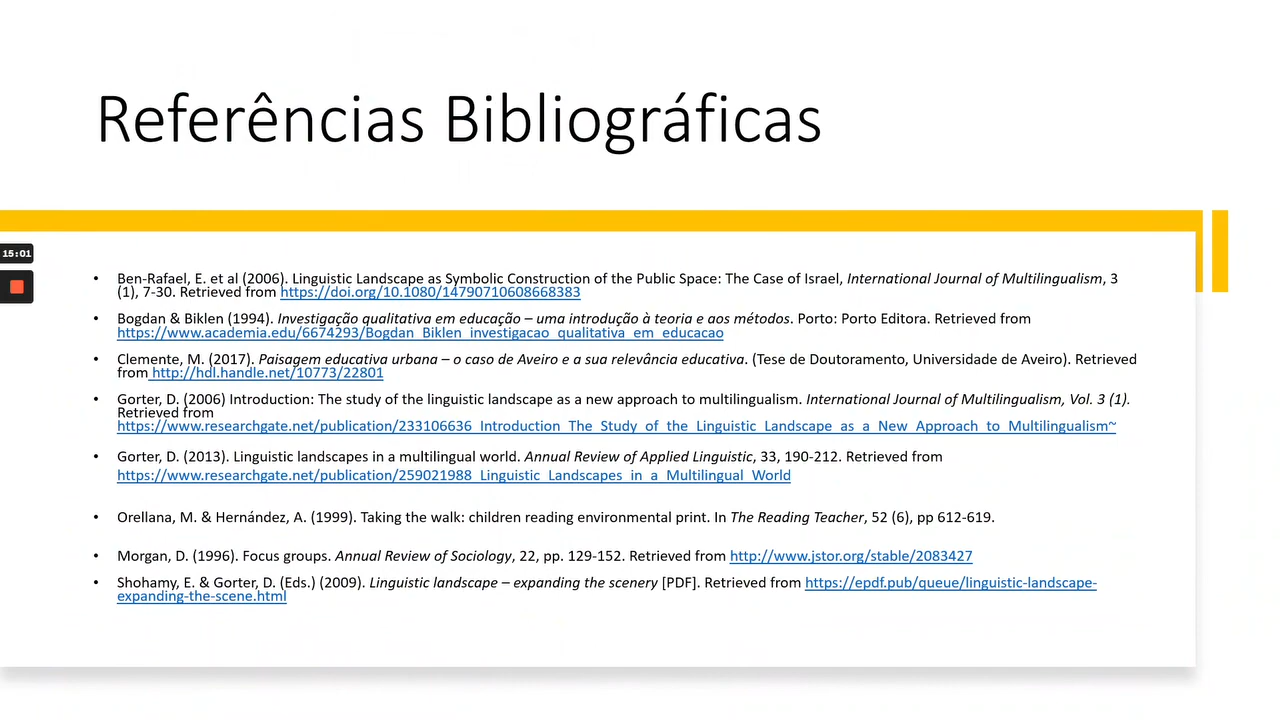 Referências Bibliográficas
15:01
• Ben-Rafael, E. et al (2006). Linguistic Landscape as Symbolic Construction of the Public Space: The Case of Israel, International Journal of Multilingualism, 3
(1), 7-30. Retrieved from https://doi.org/10.1080/14790710608668383
• Bogdan & Biklen (1994). Investigação qualitativa em educação – uma introdução à teoria e aos métodos. Porto: Porto Editora. Retrieved from
https://www.academia.edu/6674293/Bogdan_Biklen_investigacao_qualitativa_em_educacao
• Clemente, M. (2017). Paisagem educativa urbana – o caso de Aveiro e a sua relevância educativa. (Tese de Doutoramento, Universidade de Aveiro). Retrieved
from http://hdl.handle.net/10773/22801
• Gorter, D. (2006) Introduction: The study of the linguistic landscape as a new approach to multilingualism. International Journal of Multilingualism, Vol. 3 (1).
Retrieved from
https://www.researchgate.net/publication/233106636_Introduction_The_Study_of_the_Linguistic_Landscape_as_a_New_Approach_to_Multilingualism~
• Gorter, D. (2013). Linguistic landscapes in a multilingual world. Annual Review of Applied Linguistic, 33, 190-212. Retrieved from
https://www.researchgate.net/publication/259021988_Linguistic_Landscapes_in_a_Multilingual_World
• Orellana, M. & Hernández, A. (1999). Taking the walk: children reading environmental print. In The Reading Teacher, 52 (6), pp 612-619.
• Morgan, D. (1996). Focus groups. Annual Review of Sociology, 22, pp. 129-152. Retrieved from http://www.jstor.org/stable/2083427
• Shohamy, E. & Gorter, D. (Eds.) (2009). Linguistic landscape – expanding the scenery [PDF]. Retrieved from https://epdf.pub/queue/linguistic-landscape-
expanding-the-scene.html